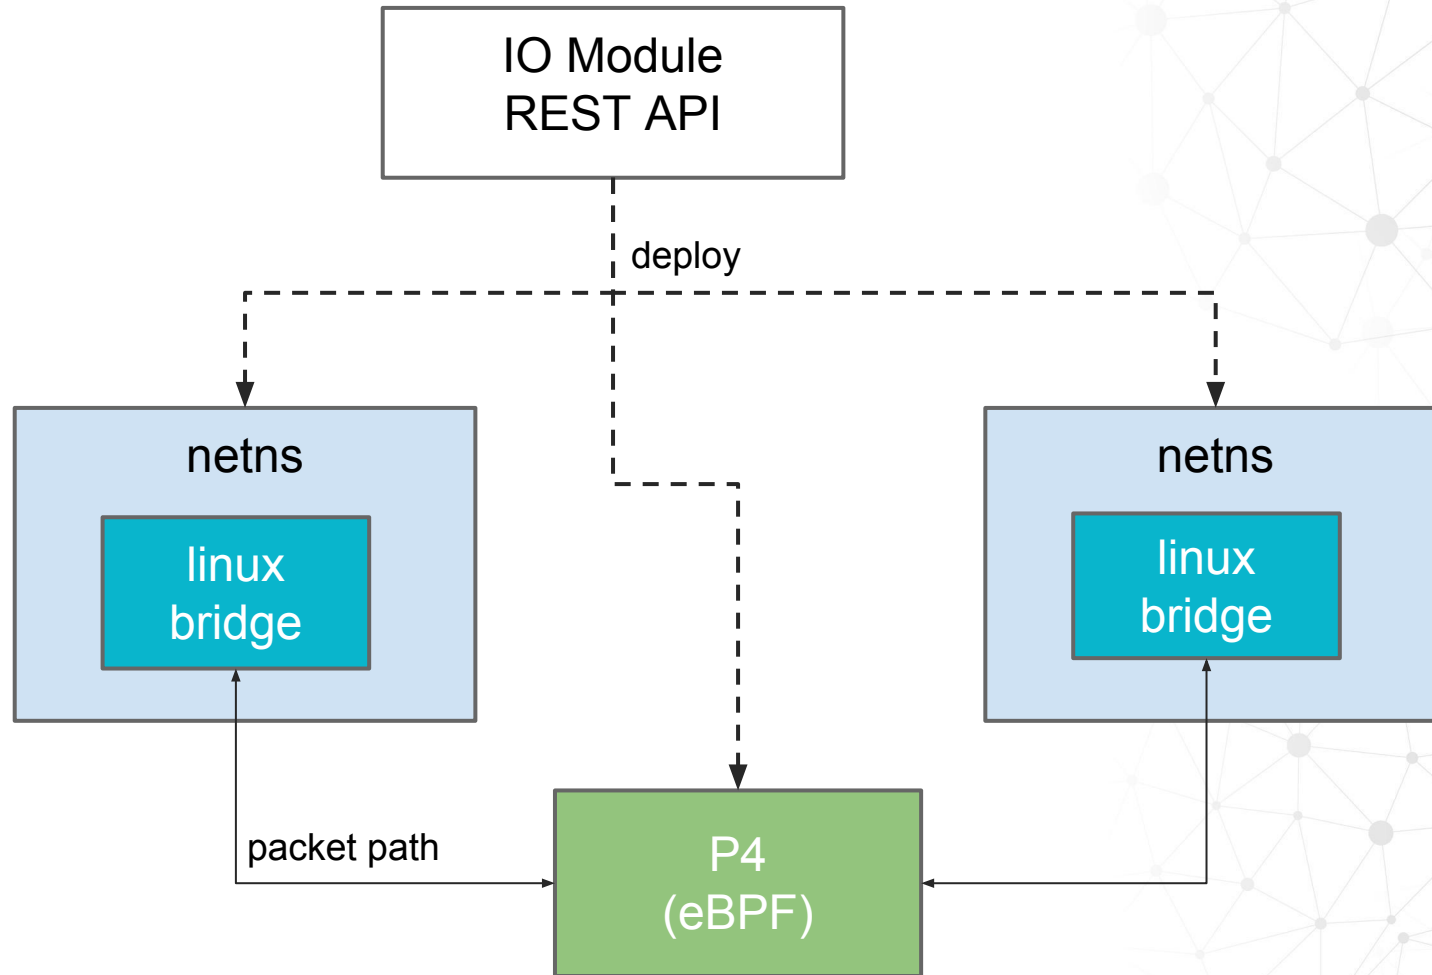 IO Module
REST API
deploy
netns
netns
linux
bridge
linux
bridge
packet path
P4
(eBPF)